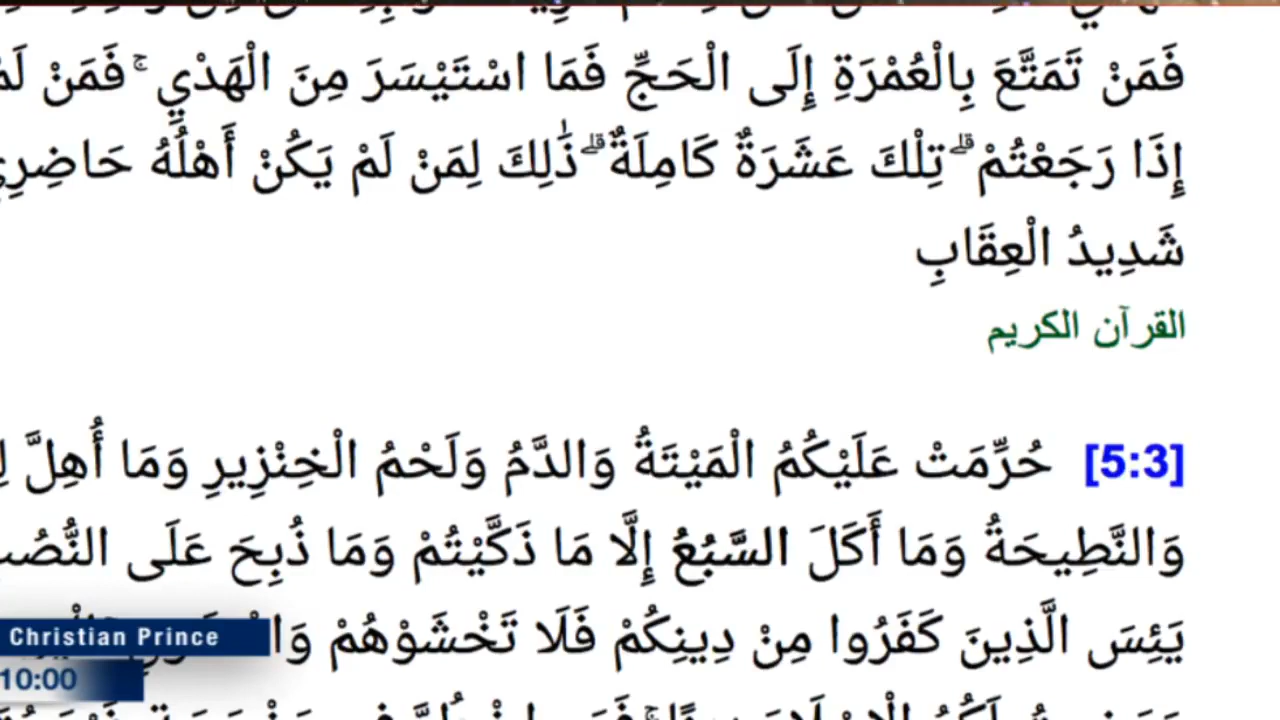 فَمَنْ تَمَتَّعَ بِالْعُمْرَةِ إِلَى الْحَجِّ فَمَا اسْتَيْسَرَ مِنَ الْهَدْيِ ۚ فَمَنْ
إِذَا رَجَعْتُمْ ۗ تِلْكَ عَشَرَةٌ كَامِلَةٌ ۗ ذَٰلِكَ لِمَنْ لَمْ يَكُنْ أَهْلُهُ
شَدِيدُ الْعِقَابِ
القرآن الكريم
[5:3] حُرِّمَتْ عَلَيْكُمُ الْمَيْتَةُ وَالدَّمُ وَلَحْمُ الْخِنْزِيرِ وَمَا أُهِلَّ
وَالنَّطِيحَةُ وَمَا أَكَلَ السَّبُعُ إِلَّا مَا ذَكَّيْتُمْ وَمَا ذُبِحَ عَلَى
يَئِسَ الَّذِينَ كَفَرُوا مِنْ دِينِكُمْ فَلَا تَخْشَوْهُمْ
Christian Prince
10:00